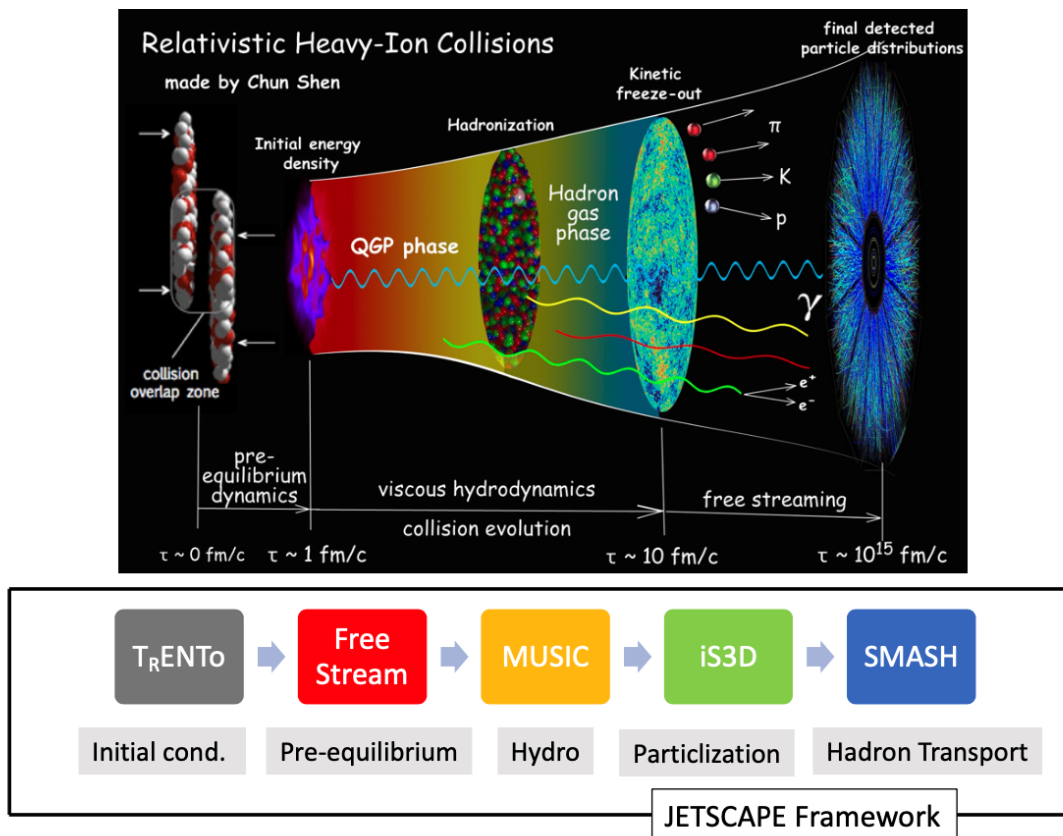 Relativistic Heavy-Ion Collisions
made by Chun Shen
final detected
particle distributions
Kinetic
freeze-out
Hadronization
Initial energy
density
π
K
p
QGP phase
Hadron
gas
phase
γ
e⁺
e⁻
collision
overlap zone
pre-
equilibrium
dynamics
viscous hydrodynamics
collision evolution
free streaming
τ ~ 0 fm/c
τ ~ 1 fm/c
τ ~ 10 fm/c
τ ~ 10¹⁵ fm/c
TRENTo
Free
Stream
MUSIC
iS3D
SMASH
Initial cond.
Pre-equilibrium
Hydro
Particlization
Hadron Transport
JETSCAPE Framework